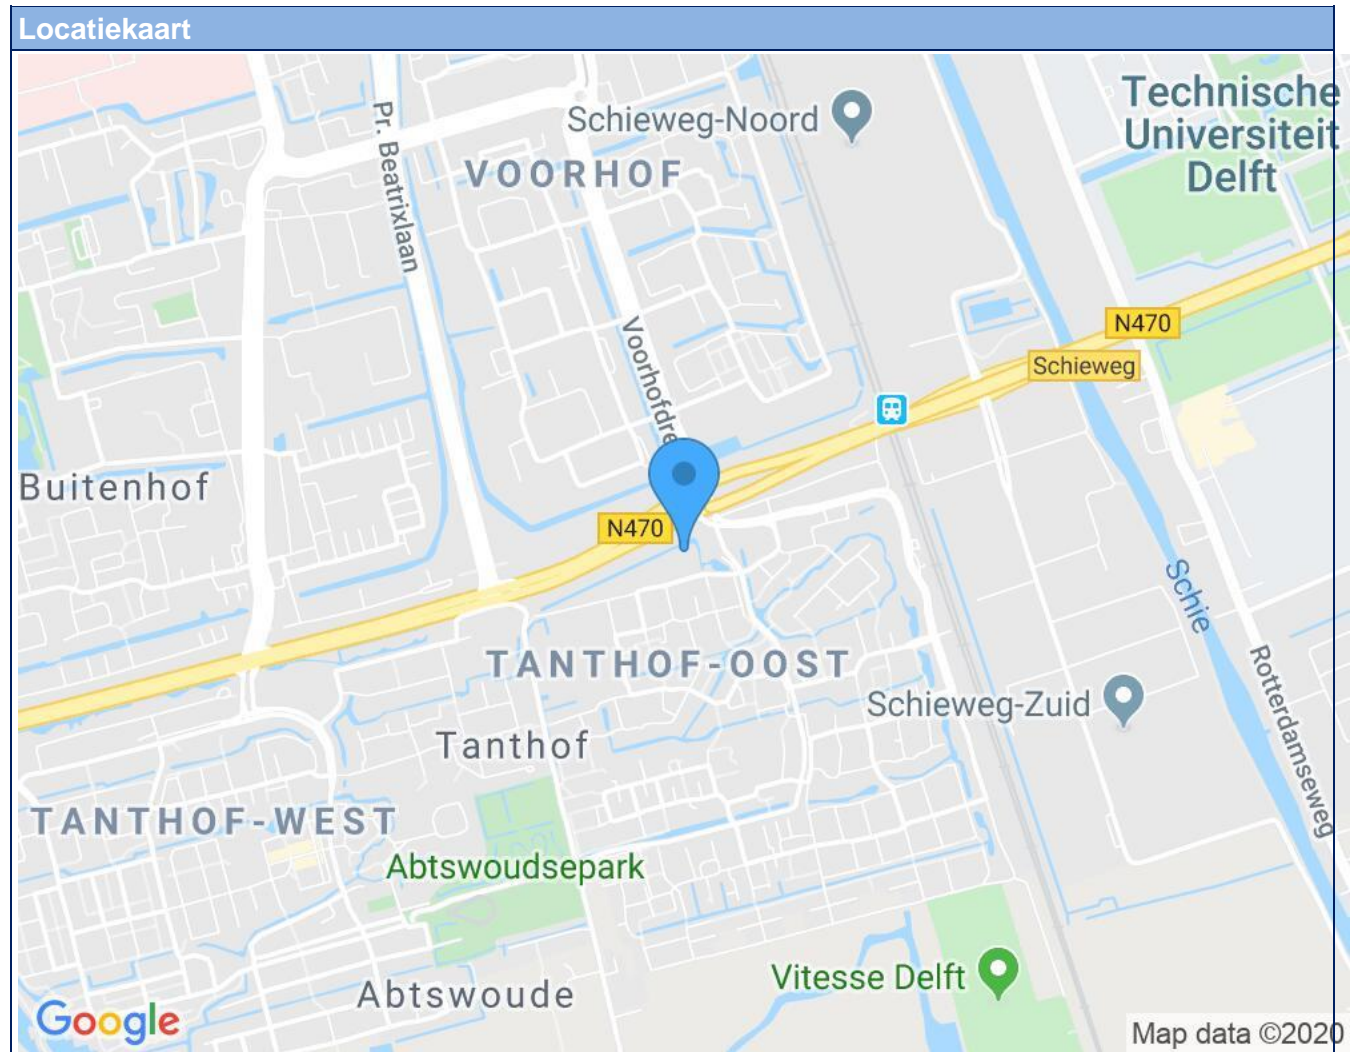 Locatiekaart
Technische
Universiteit
Delft
Schieweg-Noord
Pr. Beatrixlaan
VOORHOF
N470
Voorhofdre
Schieweg
Buitenhof
N470
Schie
TANTHOF-OOST
Rotterdamseweg
Schieweg-Zuid
Tanthof
TANTHOF-WEST
Abtswoudsepark
Vitesse Delft
Abtswoude
Google
Map data ©2020